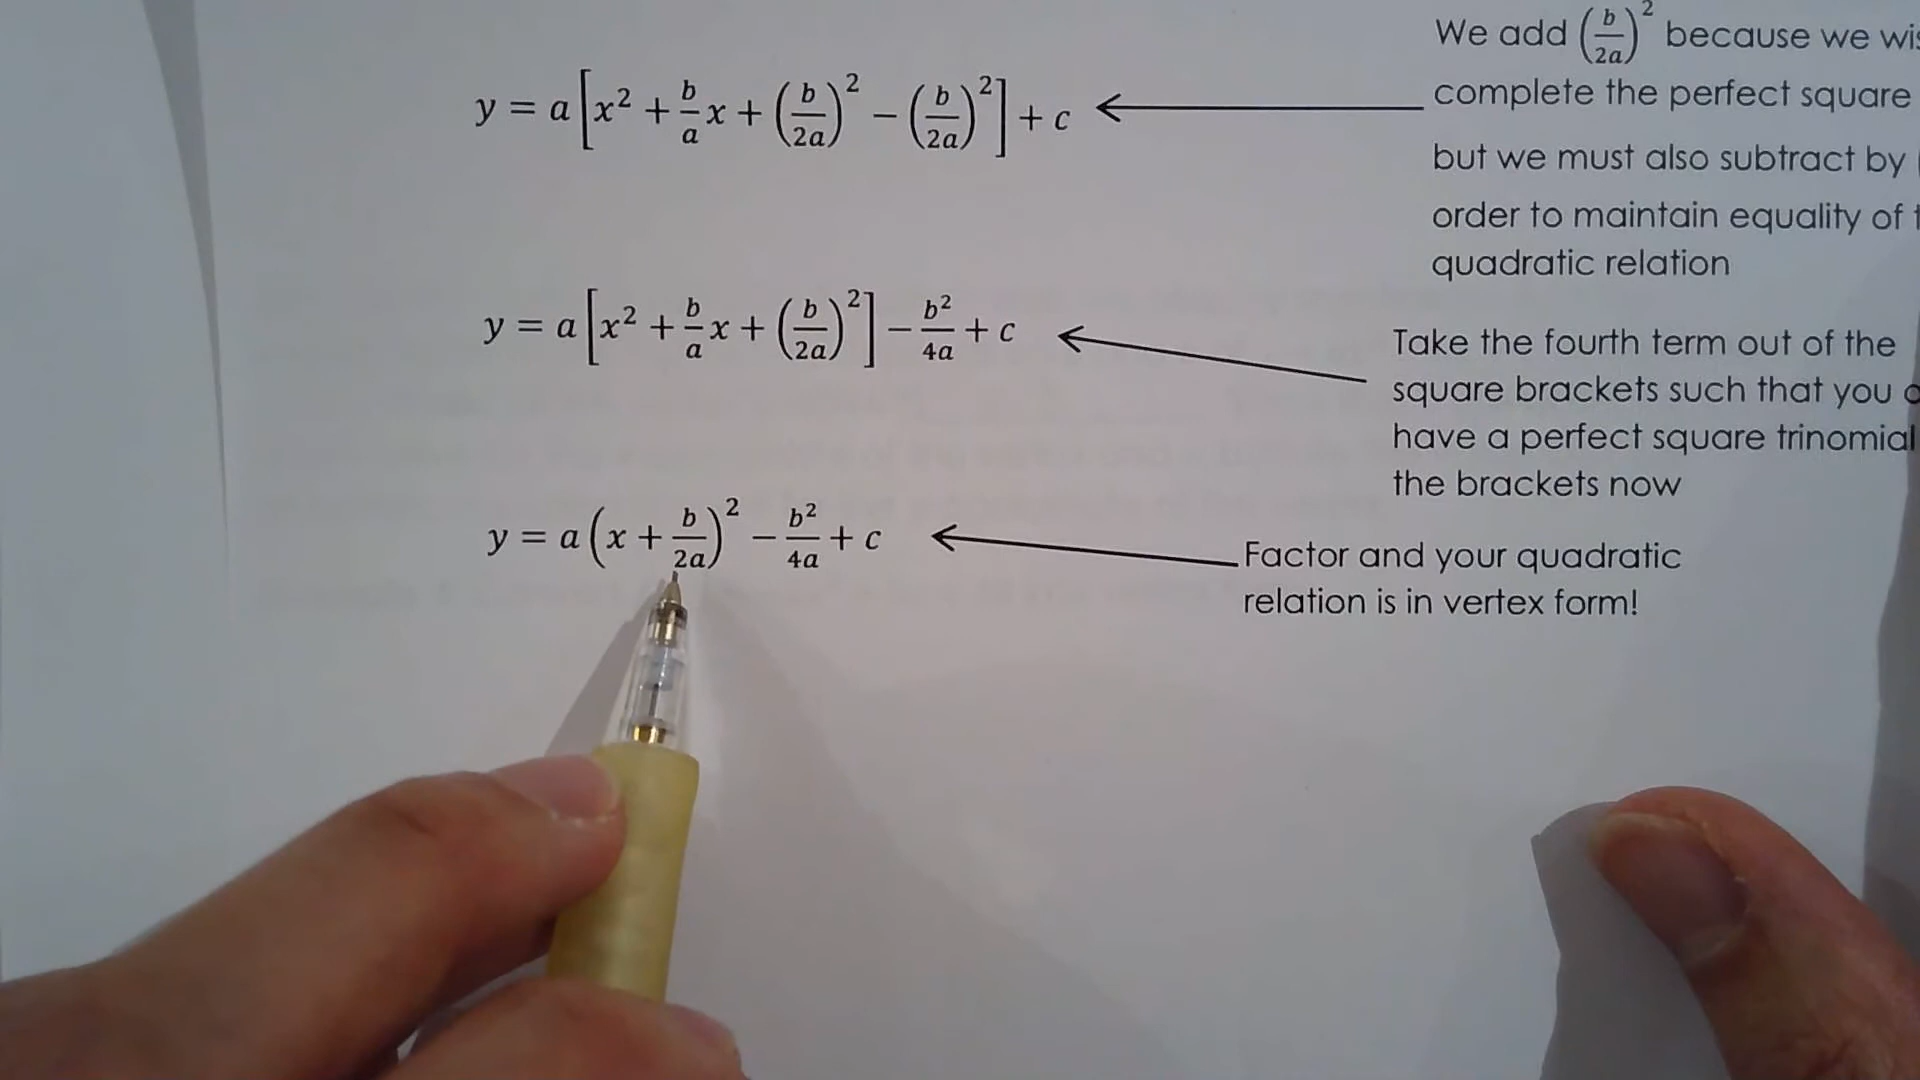 We add (b/2a)² because we
y = a[x² + b/a x + (b/2a)² − (b/2a)²] + c
complete the perfect square
but we must also subtract by
order to maintain equality of
quadratic relation
y = a[x² + b/a x + (b/2a)²] − b²/4a + c
Take the fourth term out of the
square brackets such that you
have a perfect square trinomial
the brackets now
y = a(x + b/2a)² − b²/4a + c
Factor and your quadratic
relation is in vertex form!